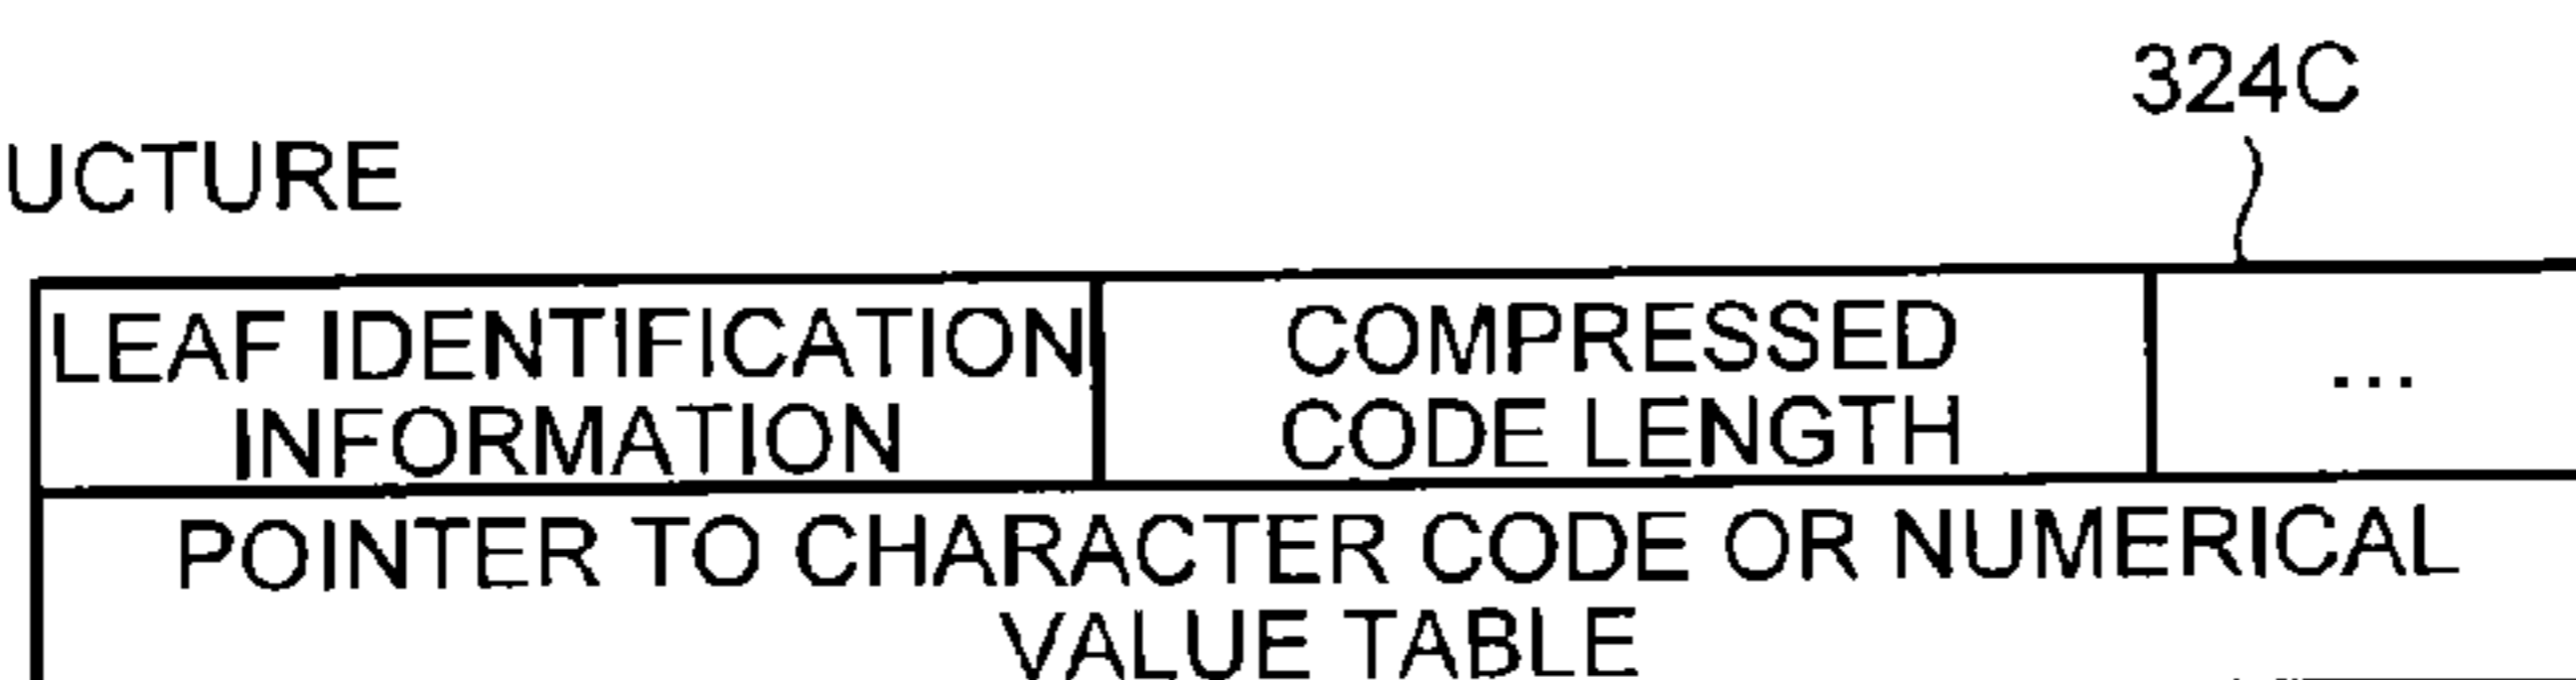 324C
UCTURE
LEAF IDENTIFICATION
INFORMATION
COMPRESSED
CODE LENGTH
...
POINTER TO CHARACTER CODE OR NUMERICAL
VALUE TABLE